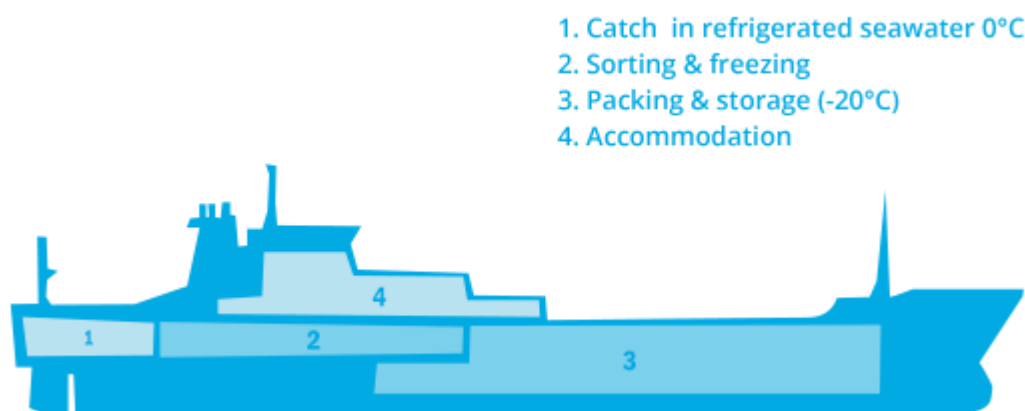 1. Catch in refrigerated seawater 0°C
2. Sorting & freezing
3. Packing & storage (-20°C)
4. Accommodation
4
1
2
3